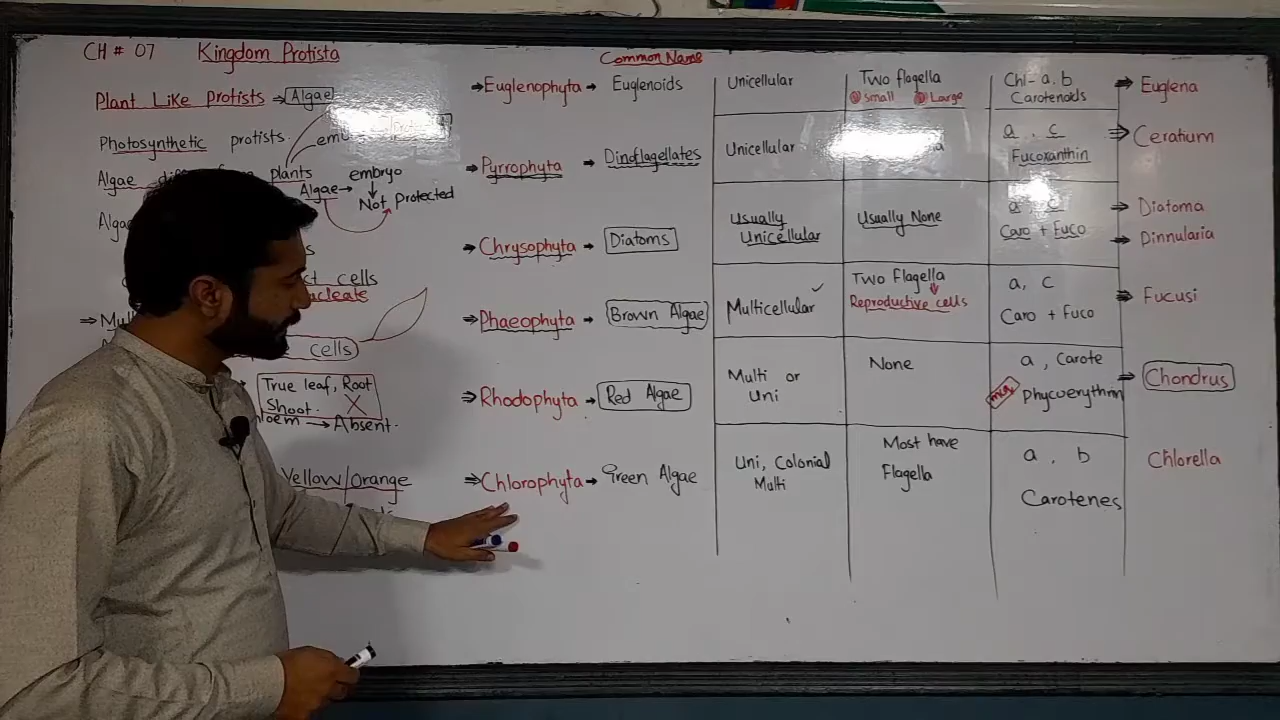 CH # 07 Kingdom Protista
Plant Like Protists ⇒ Algae
Photosynthetic protists.
Algae plants
Algae → embryo
Not Protected
cells
cells
True leaf, Root
Shoot. X
→ Absent.
Yellow/Orange
Common Name
→ Euglenophyta → Euglenoids Unicellular Two flagella Chl - a, b → Euglena
Small Large Carotenoids
→ Pyrrophyta → Dinoflagellates Unicellular a, c ⇒ Ceratium
Fucoxanthin
→ Chrysophyta → Diatoms Usually Unicellular Usually None a, c → Diatoma
Caro + Fuco → Dinnularia
→ Phaeophyta → Brown Algae Multicellular ✓ Two Flagella a, c → Fucusi
Reproductive cells Caro + Fuco
⇒ Rhodophyta → Red Algae Multi or Uni None a, Carote → Chondrus
phycoerythrin
⇒ Chlorophyta → Green Algae Uni, Colonial Multi Most have Flagella a, b Chlorella
Carotenes